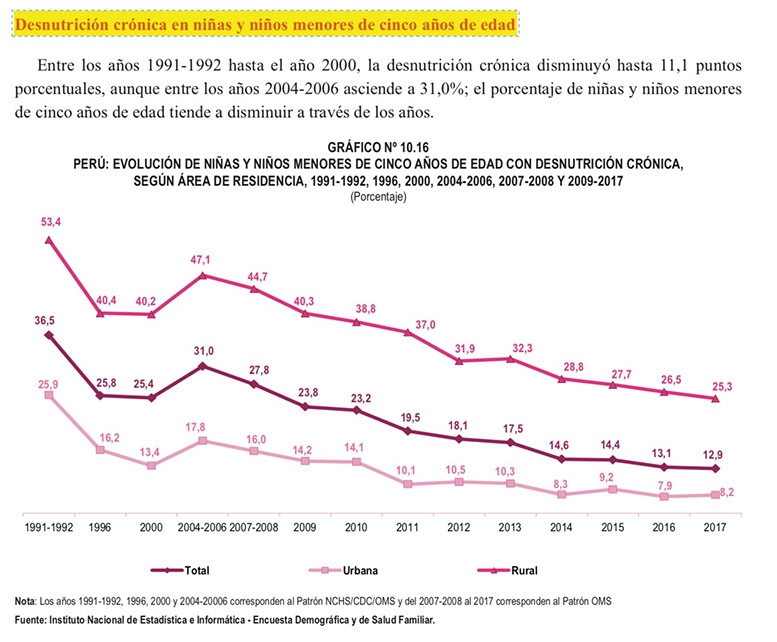 Desnutrición crónica en niñas y niños menores de cinco años de edad
Entre los años 1991-1992 hasta el año 2000, la desnutrición crónica disminuyó hasta 11,1 puntos
porcentuales, aunque entre los años 2004-2006 asciende a 31,0%; el porcentaje de niñas y niños menores
de cinco años de edad tiende a disminuir a través de los años.
GRÁFICO Nº 10.16
PERÚ: EVOLUCIÓN DE NIÑAS Y NIÑOS MENORES DE CINCO AÑOS DE EDAD CON DESNUTRICIÓN CRÓNICA,
SEGÚN ÁREA DE RESIDENCIA, 1991-1992, 1996, 2000, 2004-2006, 2007-2008 Y 2009-2017
(Porcentaje)
53,4 40,4 40,2 47,1 44,7 40,3 38,8 37,0 31,9 32,3 28,8 27,7 26,5 25,3
36,5 25,8 25,4 31,0 27,8 23,8 23,2 19,5 18,1 17,5 14,6 14,4 13,1 12,9
25,9 16,2 13,4 17,8 16,0 14,2 14,1 10,1 10,5 10,3 8,3 9,2 7,9 8,2
1991-1992 1996 2000 2004-2006 2007-2008 2009 2010 2011 2012 2013 2014 2015 2016 2017
Total Urbana Rural
Nota: Los años 1991-1992, 1996, 2000 y 2004-20006 corresponden al Patrón NCHS/CDC/OMS y del 2007-2008 al 2017 corresponden al Patrón OMS
Fuente: Instituto Nacional de Estadística e Informática - Encuesta Demográfica y de Salud Familiar.